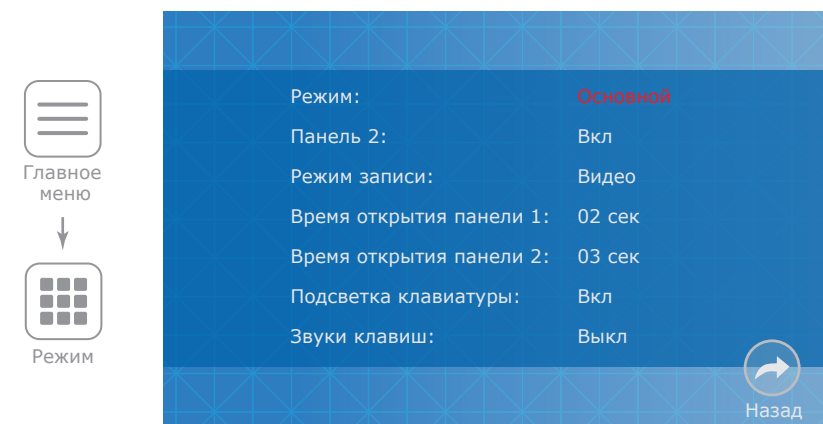 Главное
меню
Режим
Режим: Основной
Панель 2: Вкл
Режим записи: Видео
Время открытия панели 1: 02 сек
Время открытия панели 2: 03 сек
Подсветка клавиатуры: Вкл
Звуки клавиш: Выкл
Назад